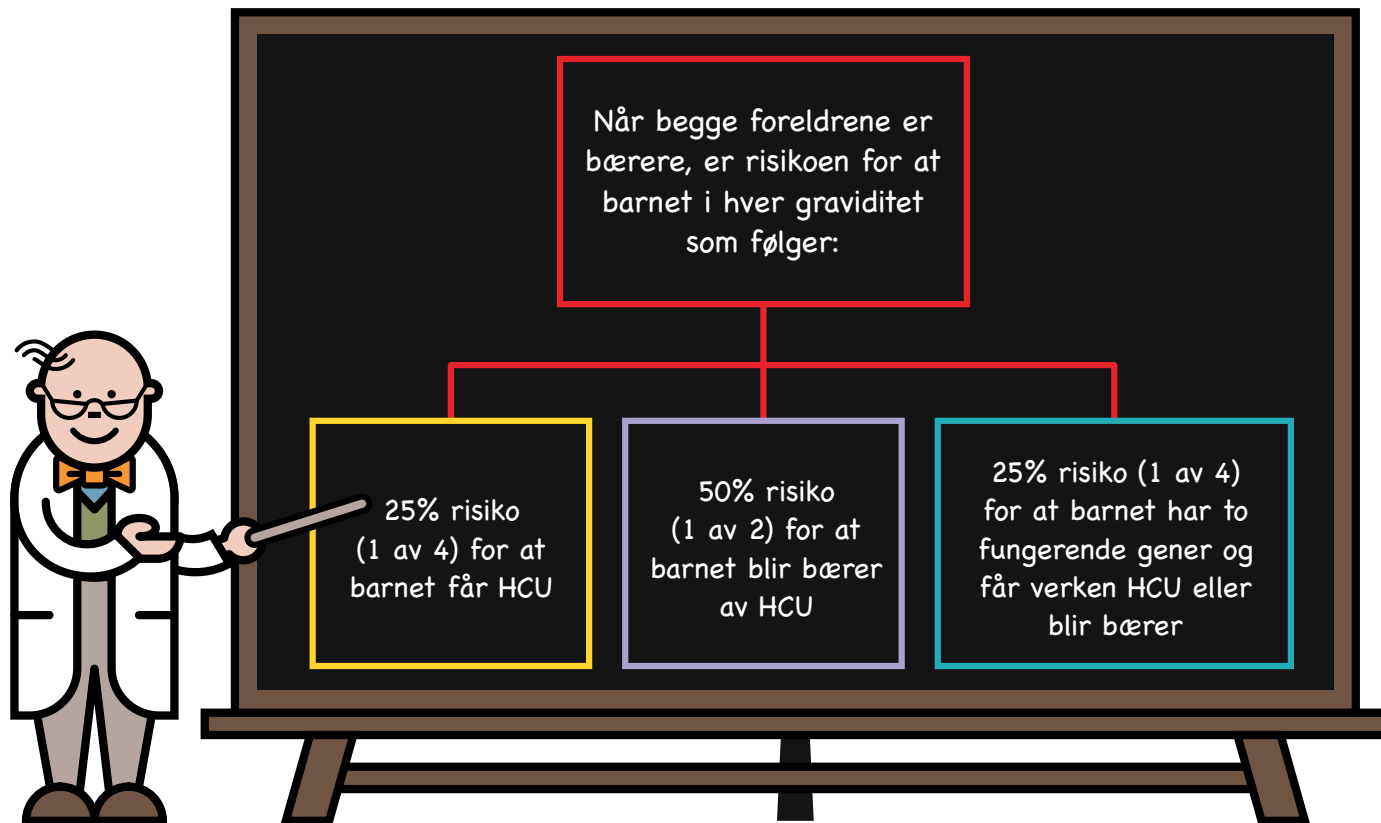 Når begge foreldrene er
bærere, er risikoen for at
barnet i hver graviditet
som følger:
25% risiko
(1 av 4) for at
barnet får HCU
50% risiko
(1 av 2) for at
barnet blir bærer
av HCU
25% risiko (1 av 4)
for at barnet har to
fungerende gener og
får verken HCU eller
blir bærer